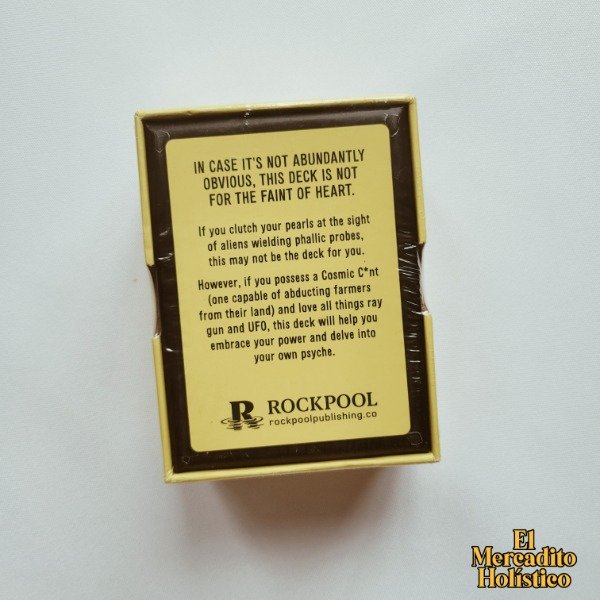 IN CASE IT'S NOT ABUNDANTLY
OBVIOUS, THIS DECK IS NOT
FOR THE FAINT OF HEART.
If you clutch your pearls at the sight
of aliens wielding phallic probes,
this may not be the deck for you.
However, if you possess a Cosmic C*nt
(one capable of abducting farmers
from their land) and love all things ray
gun and UFO, this deck will help you
embrace your power and delve into
your own psyche.
R ROCKPOOL
rockpoolpublishing.co
El
Mercadito
Holístico